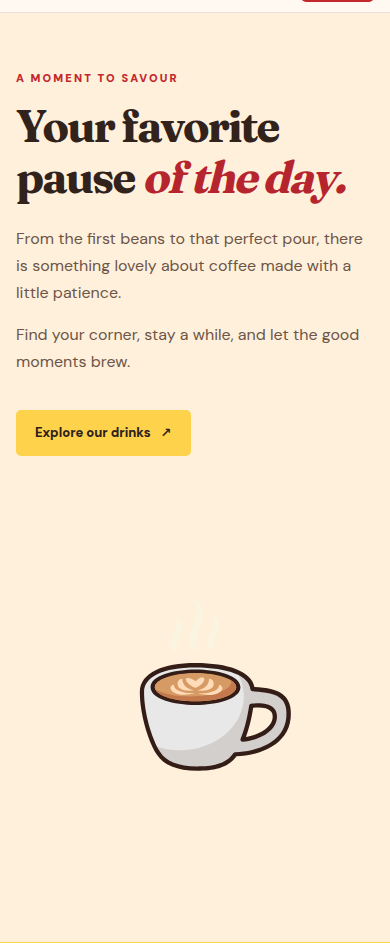 A MOMENT TO SAVOUR
Your favorite
pause of the day.
From the first beans to that perfect pour, there
is something lovely about coffee made with a
little patience.
Find your corner, stay a while, and let the good
moments brew.
Explore our drinks ↗